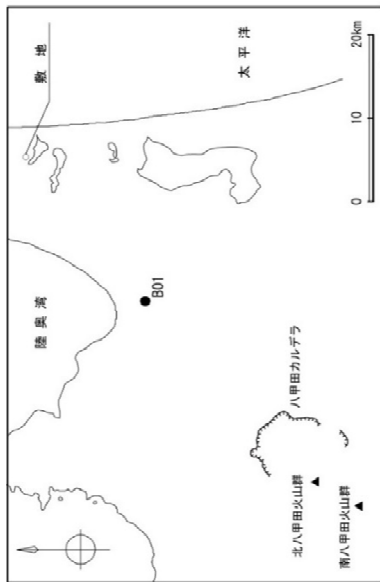 敷地
太平洋
陸奥湾
B01
八甲田カルデラ
北八甲田火山群
南八甲田火山群
0 10 20km